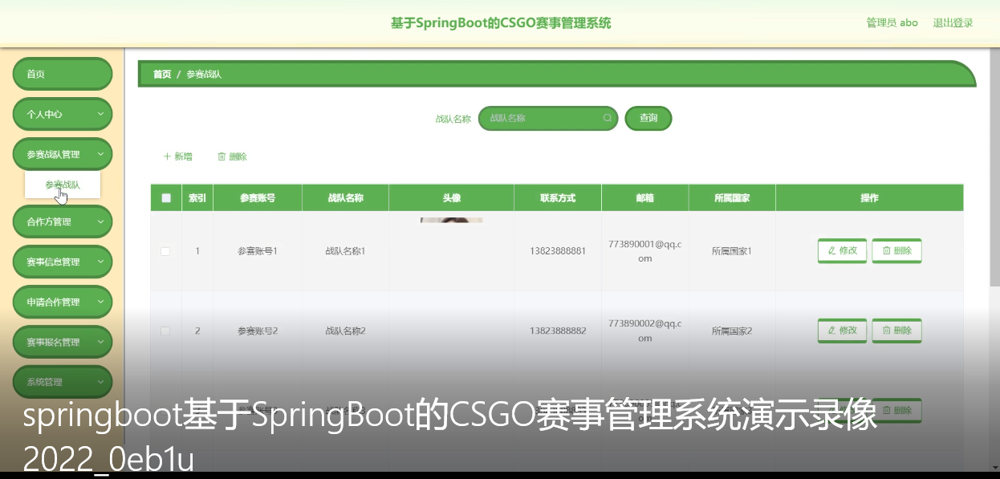 基于SpringBoot的CSGO赛事管理系统
管理员 abo 退出登录
首页
个人中心
参赛战队管理
参赛战队
合作方管理
赛事信息管理
申请合作管理
赛事报名管理
系统管理
首页 / 参赛战队
战队名称 战队名称 查询
新增 删除
索引 参赛账号 战队名称 头像 联系方式 邮箱 所属国家 操作
1 参赛账号1 战队名称1 13823888881 773890001@qq.c 所属国家1 修改 删除
om
2 参赛账号2 战队名称2 13823888882 773890002@qq.c 所属国家2 修改 删除
om
删除
springboot基于SpringBoot的CSGO赛事管理系统演示录像
2022_0eb1u